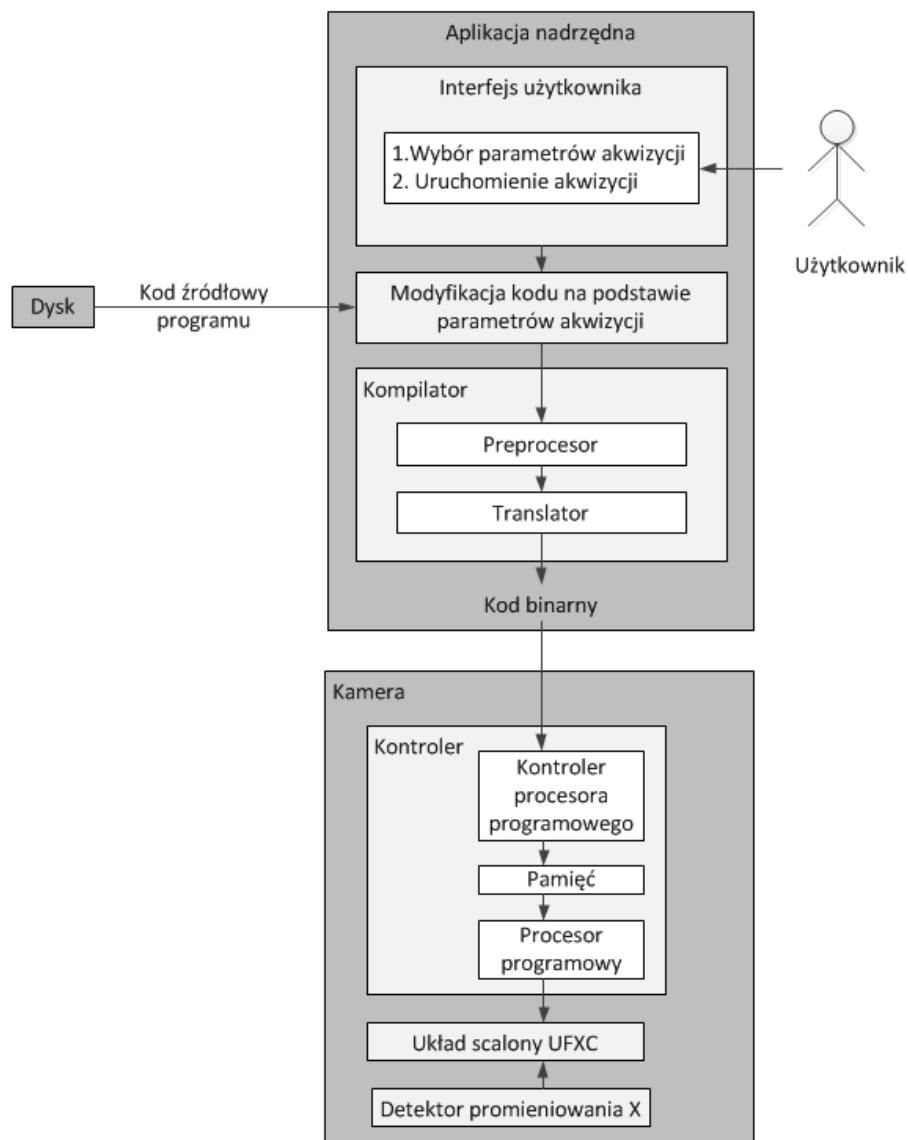 Aplikacja nadrzędna
Interfejs użytkownika
1.Wybór parametrów akwizycji
2. Uruchomienie akwizycji
Użytkownik
Dysk
Kod źródłowy
programu
Modyfikacja kodu na podstawie
parametrów akwizycji
Kompilator
Preprocesor
Translator
Kod binarny
Kamera
Kontroler
Kontroler
procesora
programowego
Pamięć
Procesor
programowy
Układ scalony UFXC
Detektor promieniowania X